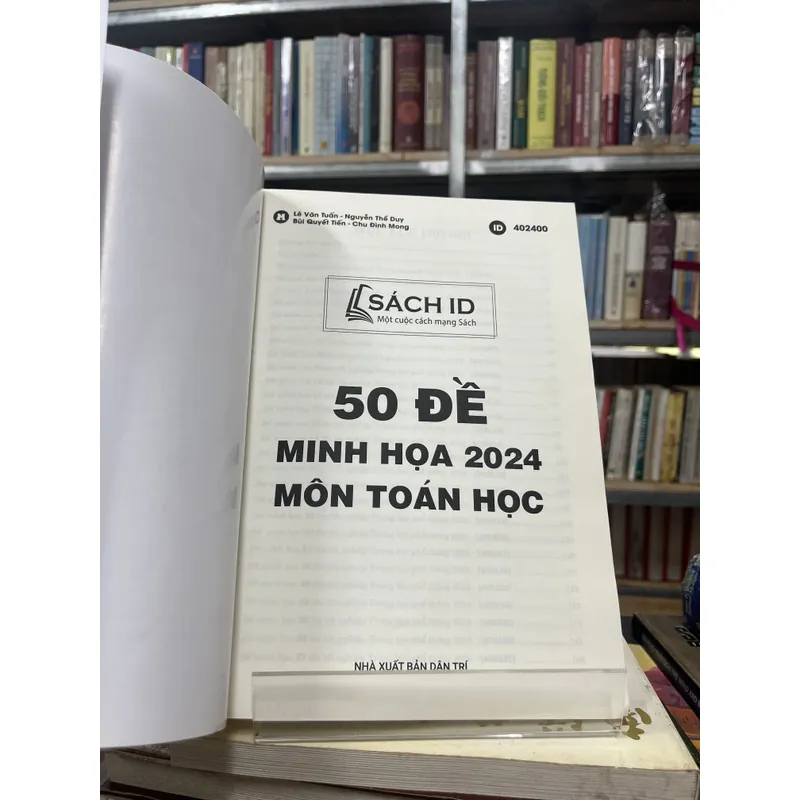 Lê Văn Tuấn - Nguyễn Thế Duy
Bùi Quyết Tiến - Chu Đình Mong
ID 402400
SÁCH ID
Một cuộc cách mạng Sách
50 ĐỀ
MINH HỌA 2024
MÔN TOÁN HỌC
NHÀ XUẤT BẢN DÂN TRÍ